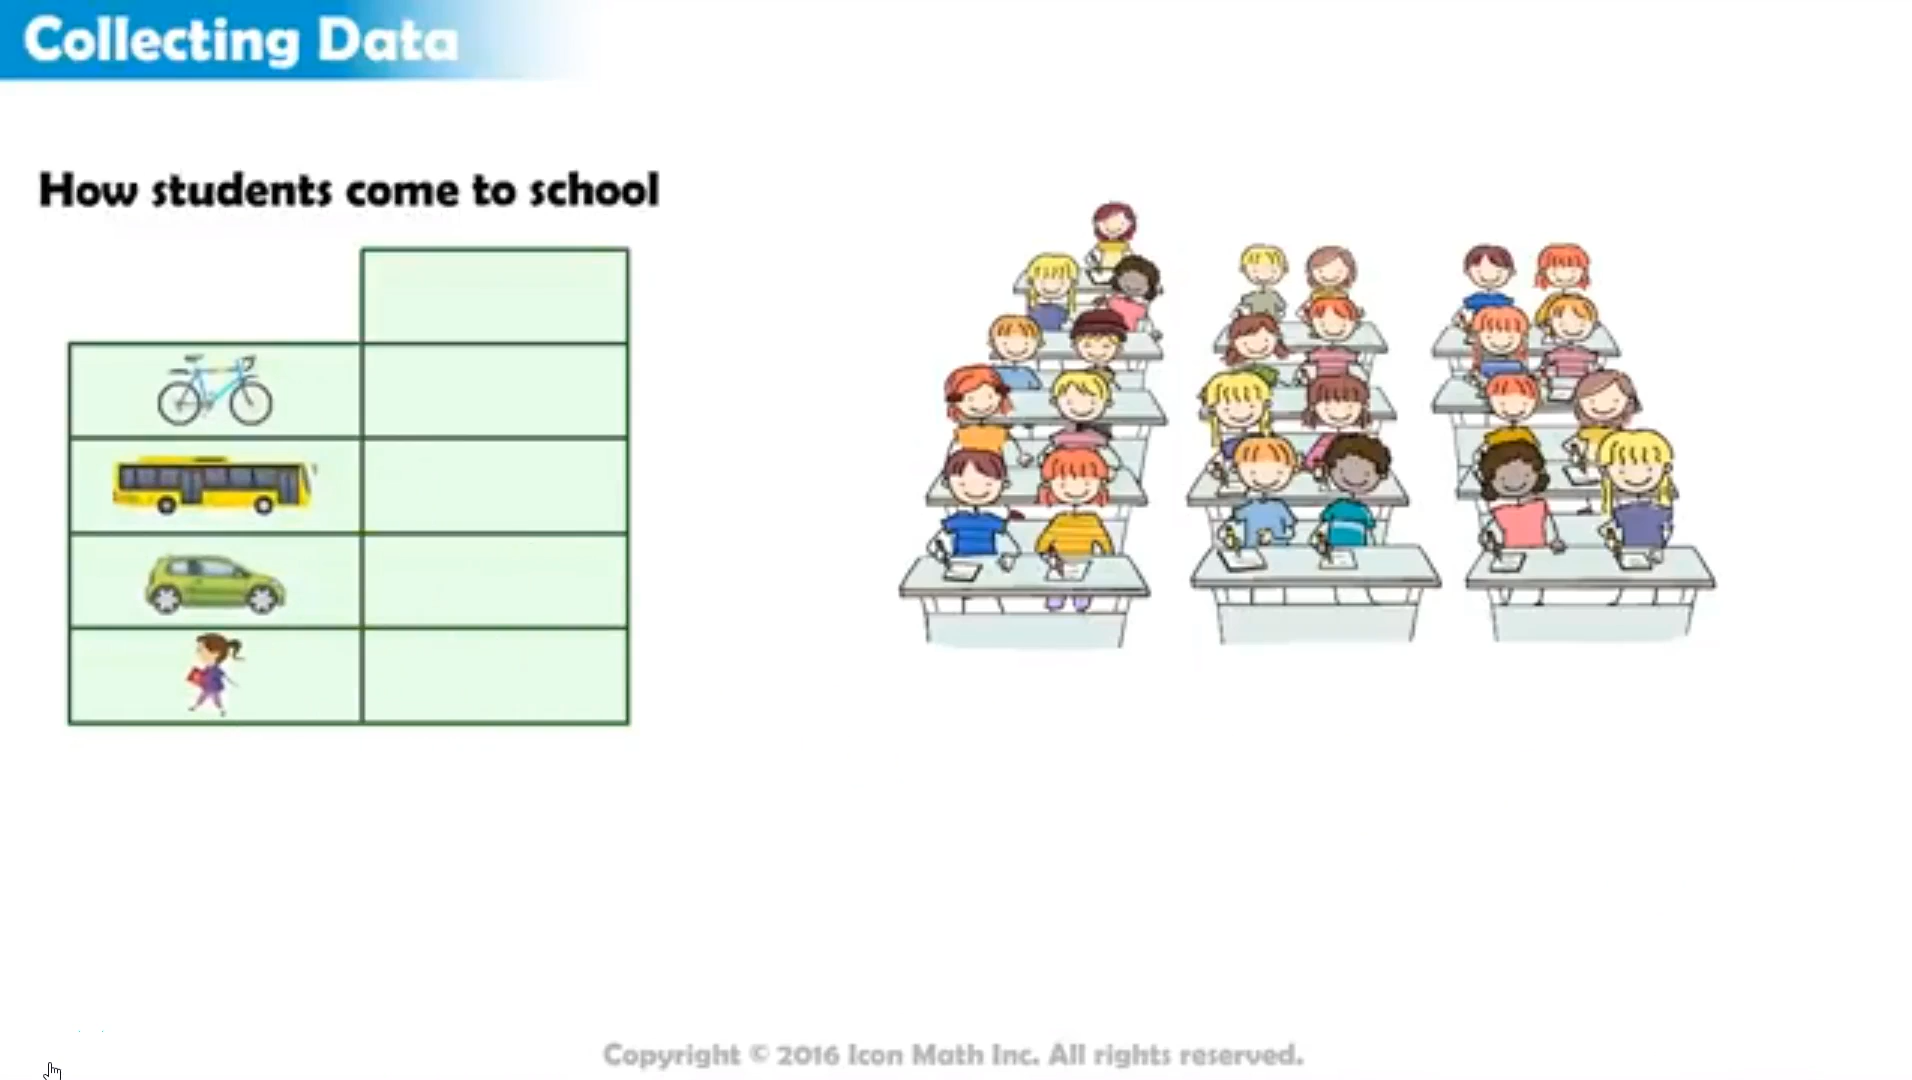 Collecting Data
How students come to school
Copyright © 2016 Icon Math Inc. All rights reserved.